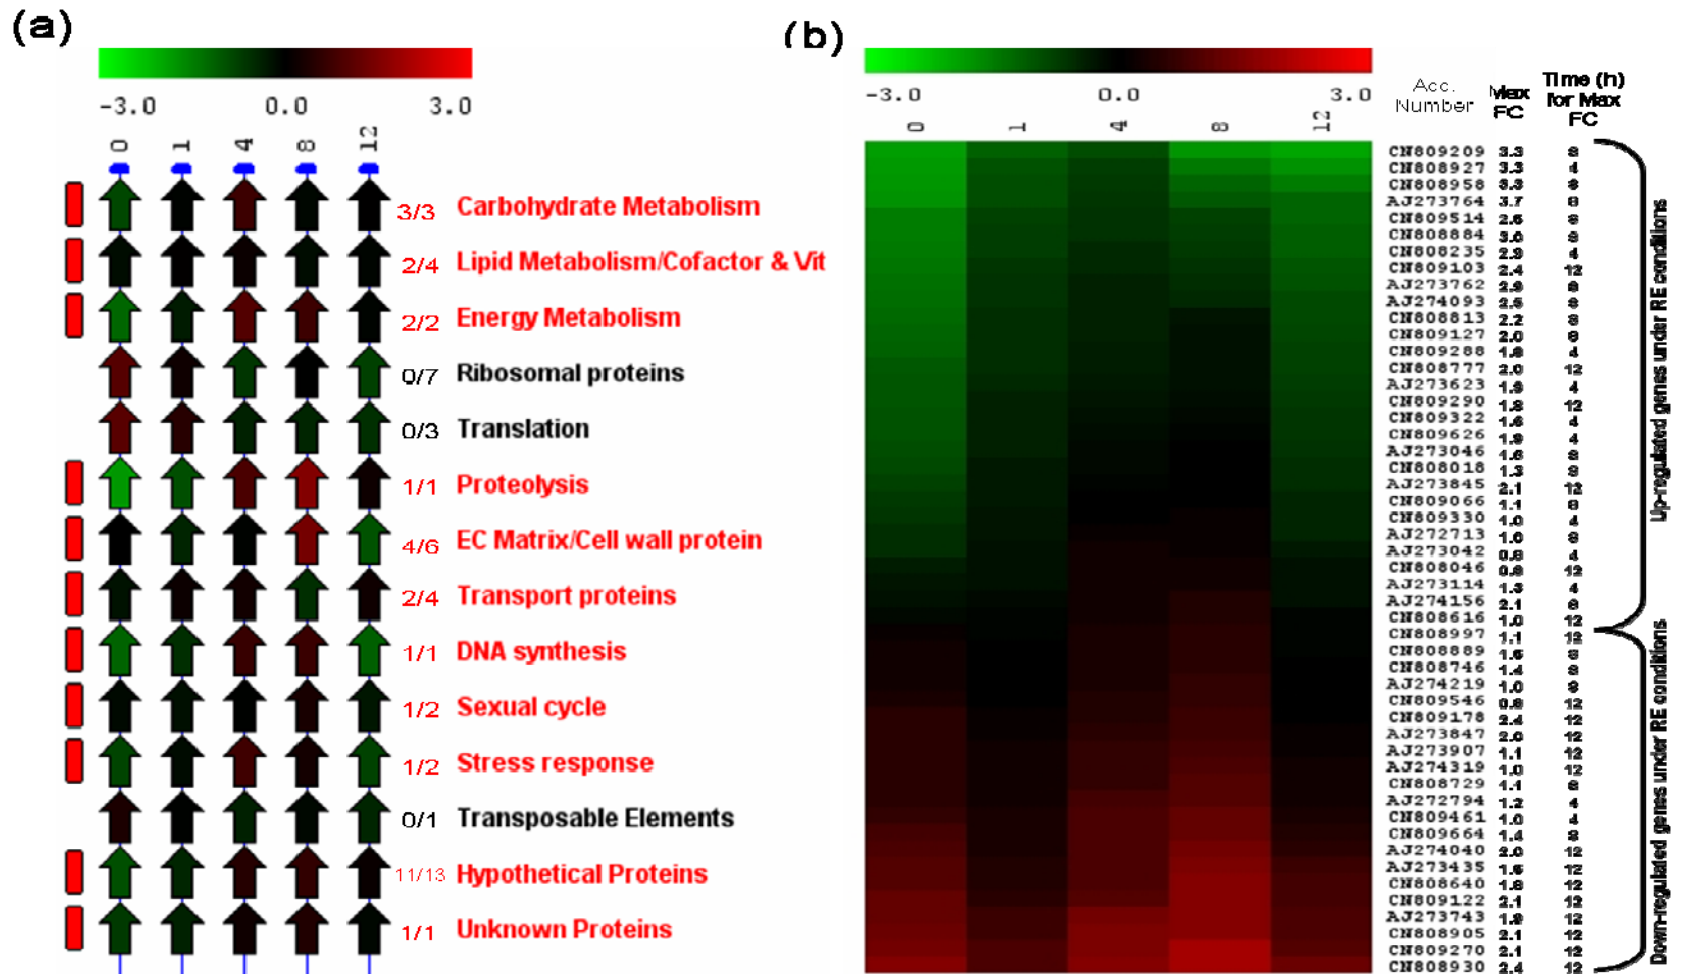 (a)
-3.0 0.0 3.0
0 1 4 8 12
3/3 Carbohydrate Metabolism
2/4 Lipid Metabolism/Cofactor & Vit
2/2 Energy Metabolism
0/7 Ribosomal proteins
0/3 Translation
1/1 Proteolysis
4/6 EC Matrix/Cell wall protein
2/4 Transport proteins
1/1 DNA synthesis
1/2 Sexual cycle
1/2 Stress response
0/1 Transposable Elements
11/13 Hypothetical Proteins
1/1 Unknown Proteins
(b)
-3.0 0.0 3.0
0 1 4 8 12
Acc. Number
Max FC
Time (h) for Max FC
CN809209 3.3 8
CN808927 3.3 4
CN808958 3.3 8
AJ273764 3.7 8
CN809514 2.6 8
CN808884 3.0 8
CN808235 2.9 4
CN809103 2.4 12
AJ273762 2.9 8
AJ274093 2.5 8
CN808813 2.2 8
CN809127 2.0 8
CN809288 1.8 4
CN808777 2.0 12
AJ273623 1.9 4
CN809290 1.8 12
CN809322 1.6 4
CN809626 1.9 4
AJ273046 1.6 8
CN808018 1.3 8
AJ273845 2.1 12
CN809066 1.1 8
CN809330 1.0 4
AJ272713 1.0 8
AJ273042 0.8 4
CN808046 0.8 12
AJ273114 1.3 4
AJ274156 2.1 8
CN808616 1.0 12
CN808997 1.1 12
CN808889 1.6 8
CN808746 1.4 8
AJ274219 1.0 8
CN809546 0.8 12
CN809178 2.4 12
AJ273847 2.0 12
AJ273907 1.1 12
AJ274319 1.0 12
CN808729 1.1 8
AJ272794 1.2 4
CN809461 1.0 4
CN809664 1.4 8
AJ274040 2.0 12
AJ273435 1.6 12
CN808640 1.8 12
CN809122 2.1 12
AJ273743 1.9 12
CN808905 2.1 12
CN809270 2.1 12
CN808930 2.4 12
Up-regulated genes under RE conditions
Down-regulated genes under RE conditions